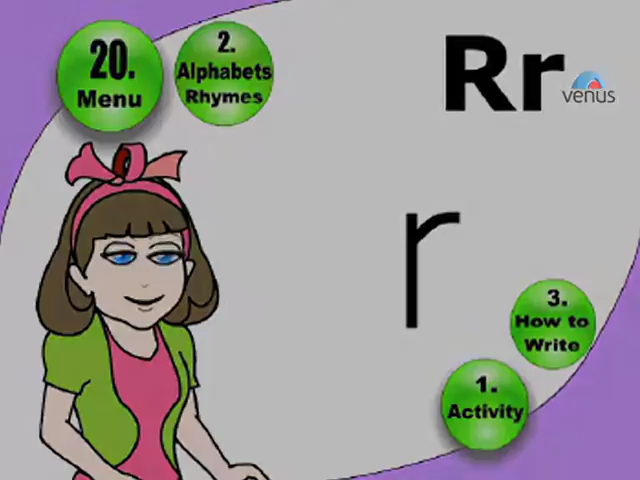 20.
Menu
2.
Alphabets
Rhymes
Rr
venus
r
3.
How to
Write
1.
Activity